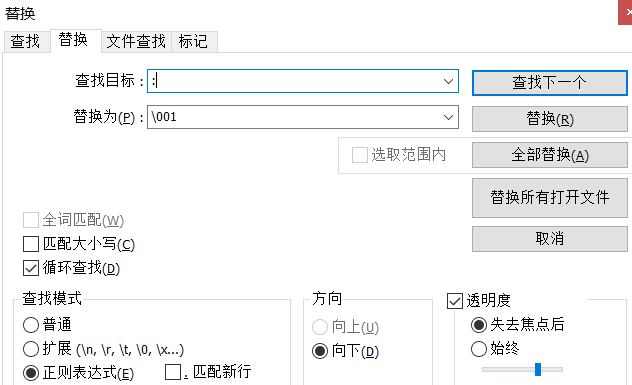 替换
查找 替换 文件查找 标记
查找目标 : : 查找下一个
替换为(P) : \001 替换(R)
选取范围内 全部替换(A)
替换所有打开文件
全词匹配(W) 取消
匹配大小写(C)
循环查找(D)
查找模式 方向 透明度
普通 向上(U) 失去焦点后
扩展 (\n, \r, \t, \0, \x...) 向下(D) 始终
正则表达式(E) . 匹配新行